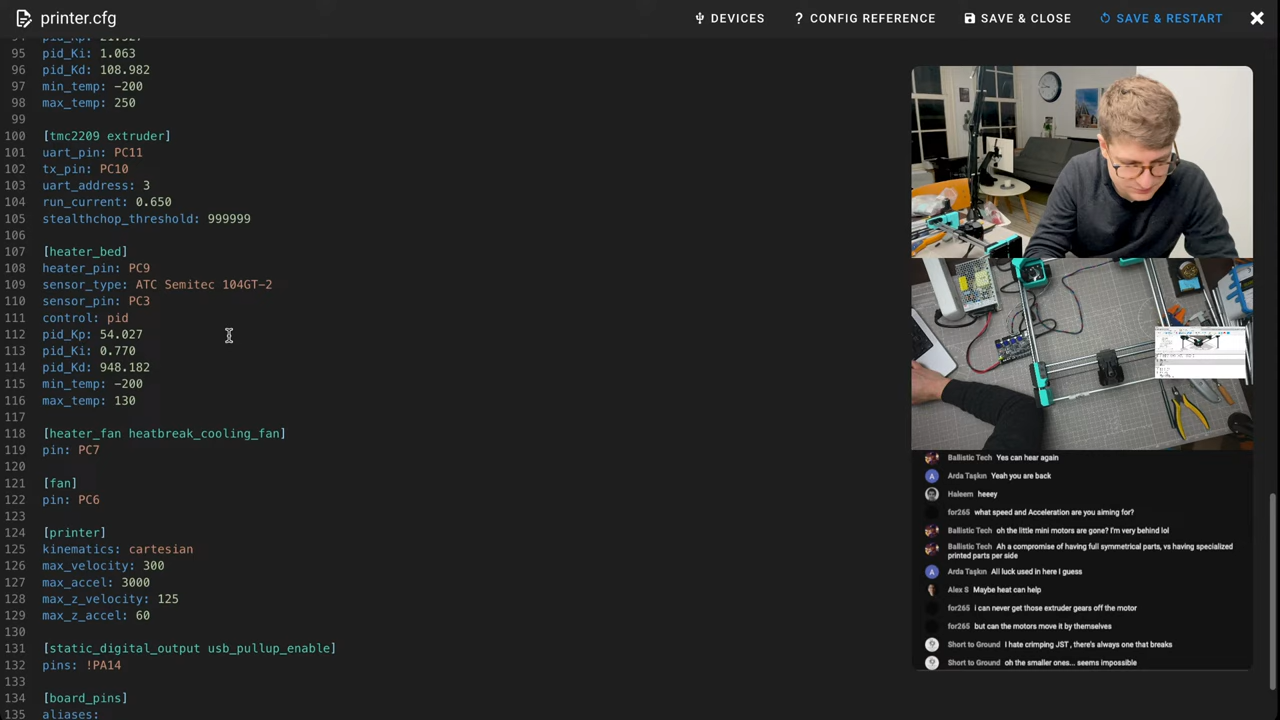 printer.cfg
DEVICES
? CONFIG REFERENCE
SAVE & CLOSE
SAVE & RESTART
94 pid_Kp: 21.527
95 pid_Ki: 1.063
96 pid_Kd: 108.982
97 min_temp: -200
98 max_temp: 250
99
100 [tmc2209 extruder]
101 uart_pin: PC11
102 tx_pin: PC10
103 uart_address: 3
104 run_current: 0.650
105 stealthchop_threshold: 999999
106
107 [heater_bed]
108 heater_pin: PC9
109 sensor_type: ATC Semitec 104GT-2
110 sensor_pin: PC3
111 control: pid
112 pid_Kp: 54.027
113 pid_Ki: 0.770
114 pid_Kd: 948.182
115 min_temp: -200
116 max_temp: 130
117
118 [heater_fan heatbreak_cooling_fan]
119 pin: PC7
120
121 [fan]
122 pin: PC6
123
124 [printer]
125 kinematics: cartesian
126 max_velocity: 300
127 max_accel: 3000
128 max_z_velocity: 125
129 max_z_accel: 60
130
131 [static_digital_output usb_pullup_enable]
132 pins: !PA14
133
134 [board_pins]
135 aliases:
Ballistic Tech Yes can hear again
A Arda Taşkın Yeah you are back
Haleem heeey
for265 what speed and Acceleration are you aiming for?
Ballistic Tech oh the little mini motors are gone? I'm very behind lol
Ballistic Tech Ah a compromise of having full symmetrical parts, vs having specialized
printed parts per side
A Arda Taşkın All luck used in here I guess
Alex S Maybe heat can help
for265 i can never get those extruder gears off the motor
for265 but can the motors move it by themselves
Short to Ground I hate crimping JST , there's always one that breaks
Short to Ground oh the smaller ones... seems impossible